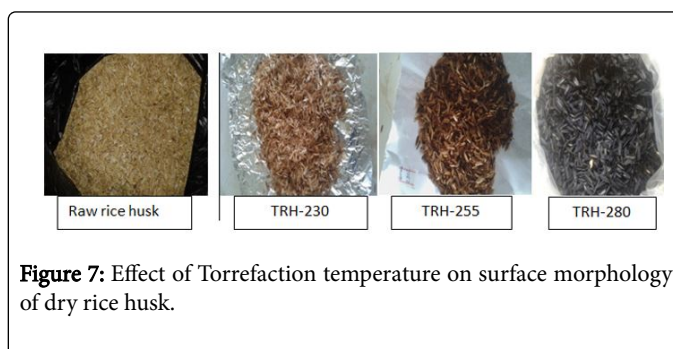 Raw rice husk TRH-230 TRH-255 TRH-280
Figure 7: Effect of Torrefaction temperature on surface morphology
of dry rice husk.